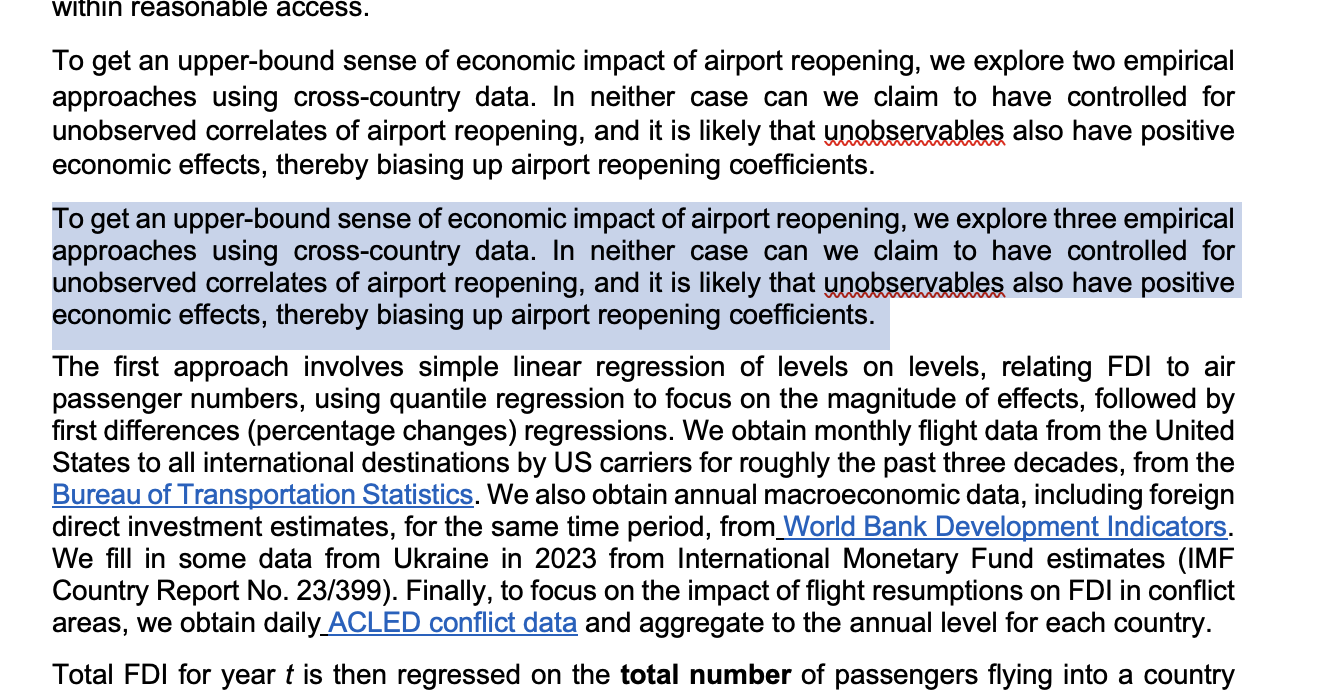 within reasonable access.
To get an upper-bound sense of economic impact of airport reopening, we explore two empirical
approaches using cross-country data. In neither case can we claim to have controlled for
unobserved correlates of airport reopening, and it is likely that unobservables also have positive
economic effects, thereby biasing up airport reopening coefficients.
To get an upper-bound sense of economic impact of airport reopening, we explore three empirical
approaches using cross-country data. In neither case can we claim to have controlled for
unobserved correlates of airport reopening, and it is likely that unobservables also have positive
economic effects, thereby biasing up airport reopening coefficients.
The first approach involves simple linear regression of levels on levels, relating FDI to air
passenger numbers, using quantile regression to focus on the magnitude of effects, followed by
first differences (percentage changes) regressions. We obtain monthly flight data from the United
States to all international destinations by US carriers for roughly the past three decades, from the
Bureau of Transportation Statistics. We also obtain annual macroeconomic data, including foreign
direct investment estimates, for the same time period, from World Bank Development Indicators.
We fill in some data from Ukraine in 2023 from International Monetary Fund estimates (IMF
Country Report No. 23/399). Finally, to focus on the impact of flight resumptions on FDI in conflict
areas, we obtain daily ACLED conflict data and aggregate to the annual level for each country.
Total FDI for year t is then regressed on the total number of passengers flying into a country